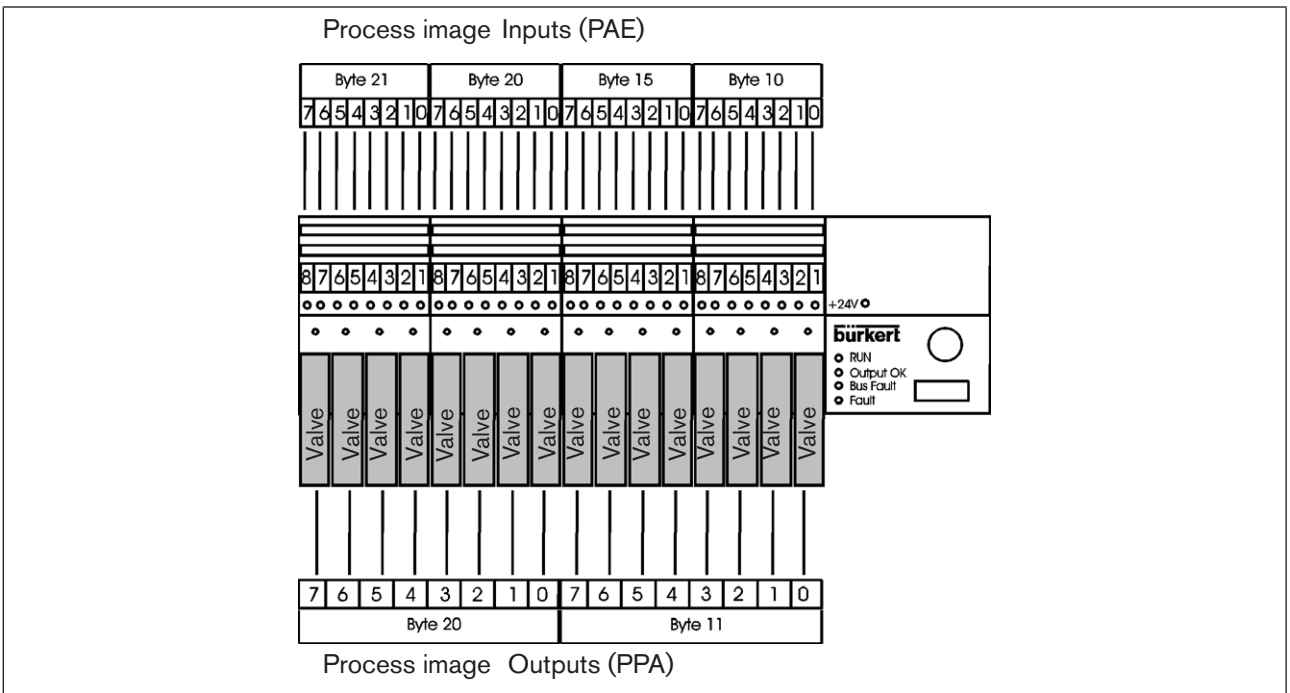 Process image Inputs (PAE)
Byte 21 Byte 20 Byte 15 Byte 10
7 6 5 4 3 2 1 0 7 6 5 4 3 2 1 0 7 6 5 4 3 2 1 0 7 6 5 4 3 2 1 0
8 7 6 5 4 3 2 1 8 7 6 5 4 3 2 1 8 7 6 5 4 3 2 1 8 7 6 5 4 3 2 1
+24V
bürkert
RUN
Output OK
Bus Fault
Fault
Valve Valve Valve Valve Valve Valve Valve Valve Valve Valve Valve Valve Valve Valve Valve Valve
7 6 5 4 3 2 1 0 7 6 5 4 3 2 1 0
Byte 20 Byte 11
Process image Outputs (PPA)